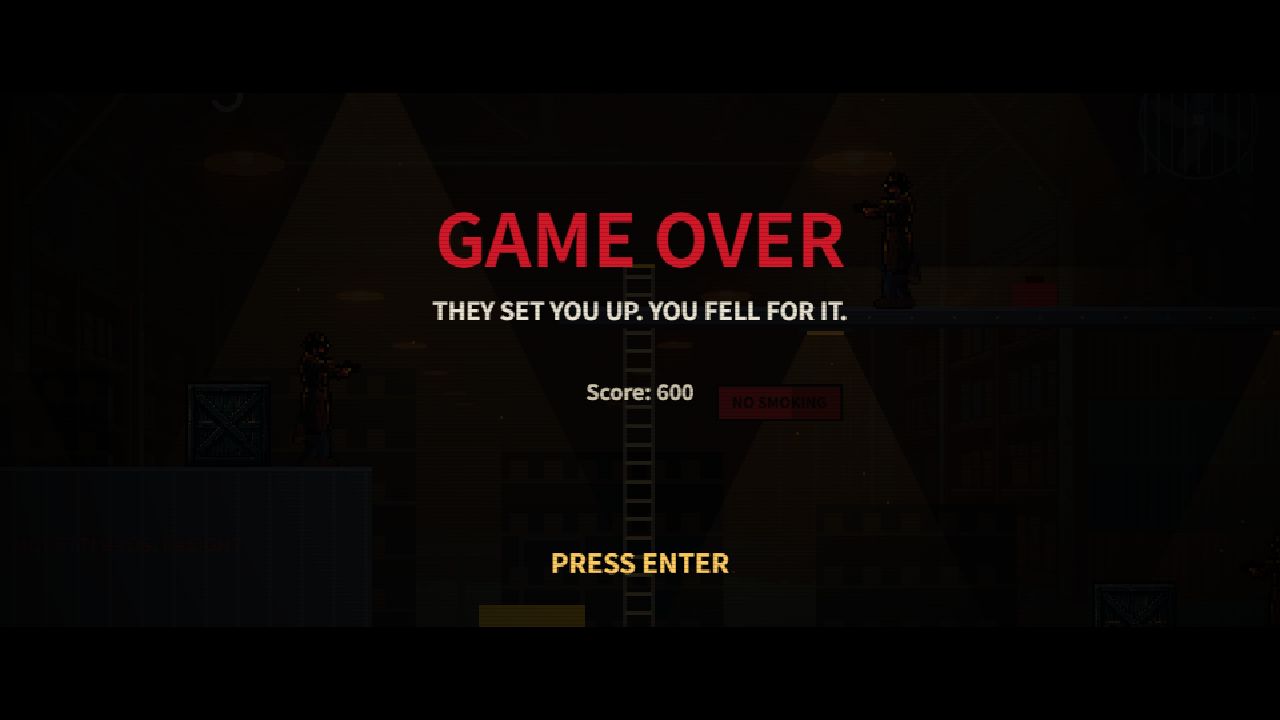 GAME OVER
THEY SET YOU UP. YOU FELL FOR IT.
Score: 600
NO SMOKING
PRESS ENTER